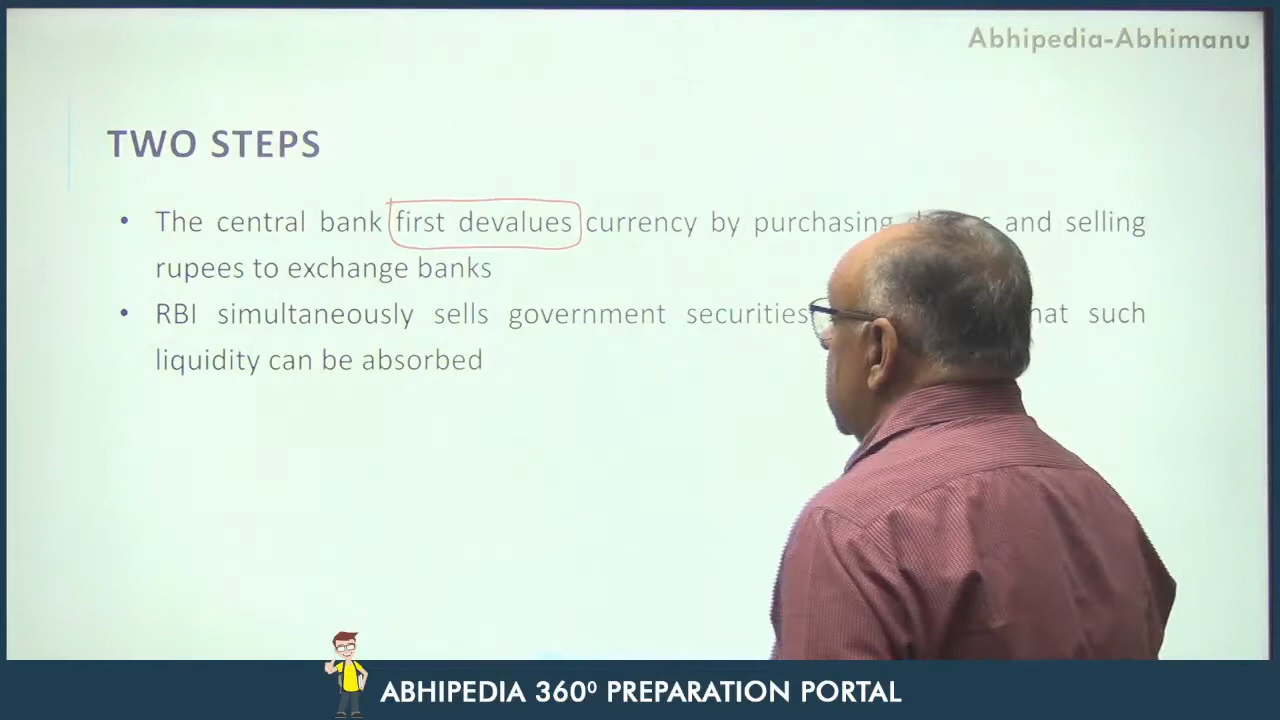 Abhipedia-Abhimanu
TWO STEPS
• The central bank first devalues currency by purchasing and selling
rupees to exchange banks
• RBI simultaneously sells government securities such
liquidity can be absorbed
ABHIPEDIA 360⁰ PREPARATION PORTAL